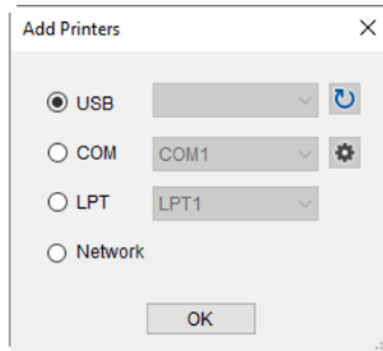 Add Printers
USB
COM COM1
LPT LPT1
Network
OK